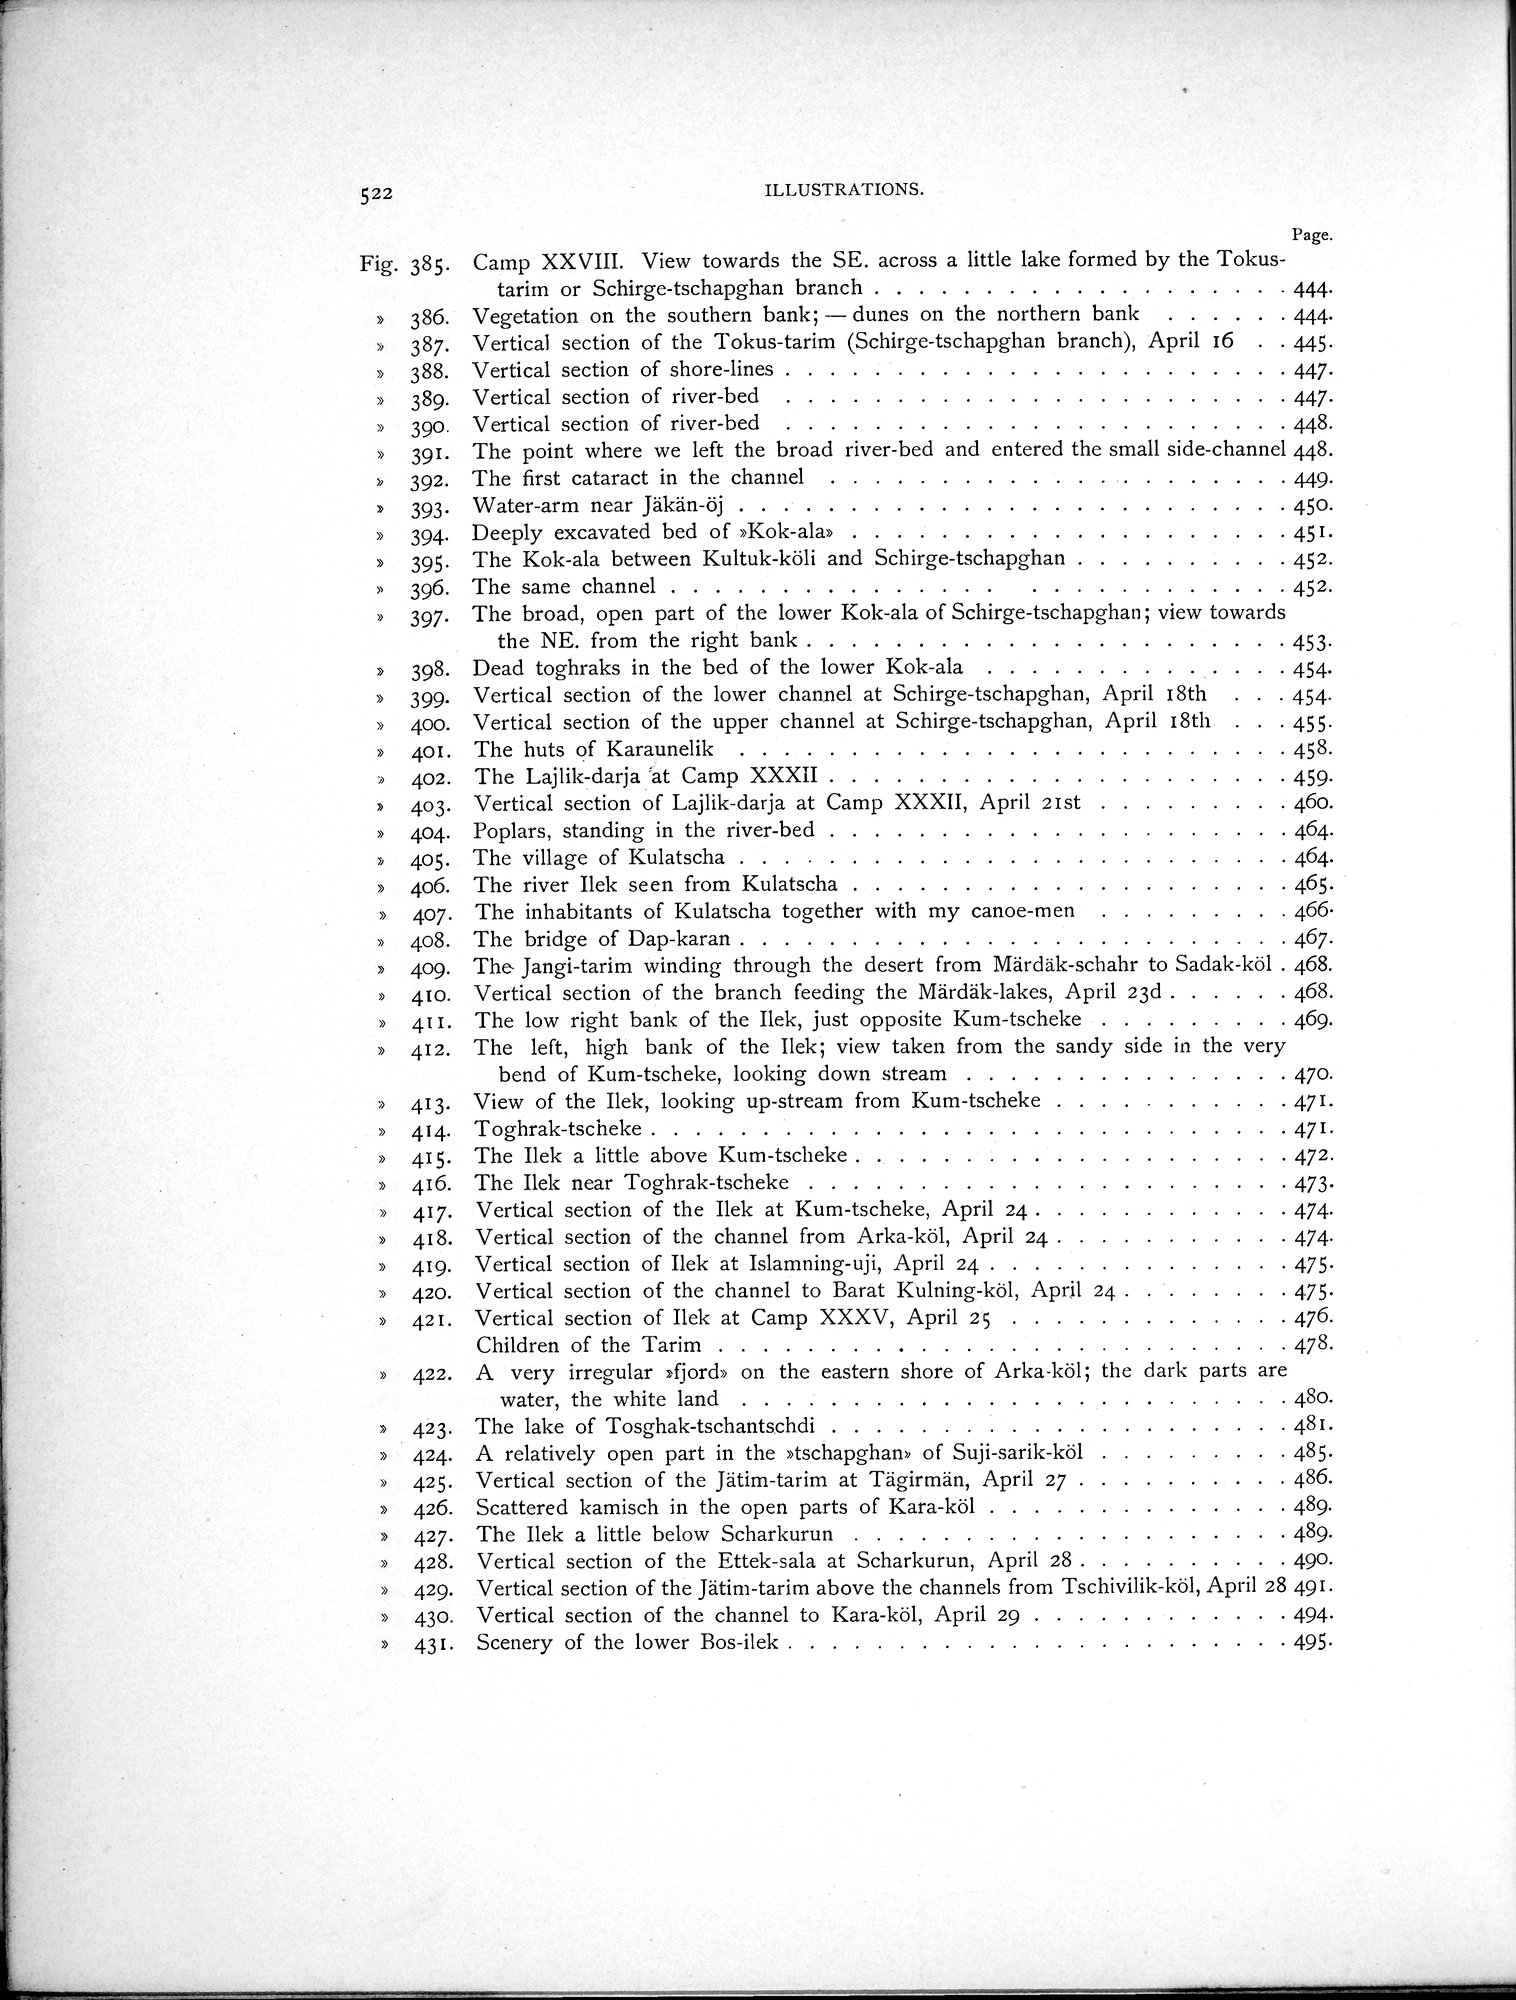 522
ILLUSTRATIONS.
Page.
Fig. 385. Camp XXVIII. View towards the SE. across a little lake formed by the Tokus-
tarim or Schirge-tschapghan branch . . . . . . . . . . . . . . . . . . . 444.
» 386. Vegetation on the southern bank; — dunes on the northern bank . . . . . . 444.
» 387. Vertical section of the Tokus-tarim (Schirge-tschapghan branch), April 16 . . 445.
» 388. Vertical section of shore-lines . . . . . . . . . . . . . . . . . . . . . . . 447.
» 389. Vertical section of river-bed . . . . . . . . . . . . . . . . . . . . . . . 447.
» 390. Vertical section of river-bed . . . . . . . . . . . . . . . . . . . . . . . 448.
» 391. The point where we left the broad river-bed and entered the small side-channel 448.
» 392. The first cataract in the channel . . . . . . . . . . . . . . . . . . . . . 449.
» 393. Water-arm near Jäkän-öj . . . . . . . . . . . . . . . . . . . . . . . . . 450.
» 394. Deeply excavated bed of »Kok-ala» . . . . . . . . . . . . . . . . . . . . 451.
» 395. The Kok-ala between Kultuk-köli and Schirge-tschapghan . . . . . . . . . . 452.
» 396. The same channel . . . . . . . . . . . . . . . . . . . . . . . . . . . 452.
» 397. The broad, open part of the lower Kok-ala of Schirge-tschapghan; view towards
the NE. from the right bank . . . . . . . . . . . . . . . . . . . . . . 453.
» 398. Dead toghraks in the bed of the lower Kok-ala . . . . . . . . . . . . . . 454.
» 399. Vertical section of the lower channel at Schirge-tschapghan, April 18th . . . 454.
» 400. Vertical section of the upper channel at Schirge-tschapghan, April 18th . . . 455.
» 401. The huts of Karaunelik . . . . . . . . . . . . . . . . . . . . . . . . . 458.
» 402. The Lajlik-darja at Camp XXXII . . . . . . . . . . . . . . . . . . . . . 459.
» 403. Vertical section of Lajlik-darja at Camp XXXII, April 21st . . . . . . . . . 460.
» 404. Poplars, standing in the river-bed . . . . . . . . . . . . . . . . . . . . . 464.
» 405. The village of Kulatscha . . . . . . . . . . . . . . . . . . . . . . . . . 464.
» 406. The river Ilek seen from Kulatscha . . . . . . . . . . . . . . . . . . . . 465.
» 407. The inhabitants of Kulatscha together with my canoe-men . . . . . . . . . 466.
» 408. The bridge of Dap-karan . . . . . . . . . . . . . . . . . . . . . . . . . 467.
» 409. The Jangi-tarim winding through the desert from Märdäk-schahr to Sadak-köl . 468.
» 410. Vertical section of the branch feeding the Märdäk-lakes, April 23d . . . . . . 468.
» 411. The low right bank of the Ilek, just opposite Kum-tscheke . . . . . . . . . 469.
» 412. The left, high bank of the Ilek; view taken from the sandy side in the very
bend of Kum-tscheke, looking down stream . . . . . . . . . . . . . . . 470.
» 413. View of the Ilek, looking up-stream from Kum-tscheke . . . . . . . . . . . 471.
» 414. Toghrak-tscheke . . . . . . . . . . . . . . . . . . . . . . . . . . . . . 471.
» 415. The Ilek a little above Kum-tscheke . . . . . . . . . . . . . . . . . . . . 472.
» 416. The Ilek near Toghrak-tscheke . . . . . . . . . . . . . . . . . . . . . . 473.
» 417. Vertical section of the Ilek at Kum-tscheke, April 24 . . . . . . . . . . . . 474.
» 418. Vertical section of the channel from Arka-köl, April 24 . . . . . . . . . . . 474.
» 419. Vertical section of Ilek at Islamning-uji, April 24 . . . . . . . . . . . . . . 475.
» 420. Vertical section of the channel to Barat Kulning-köl, April 24 . . . . . . . . 475.
» 421. Vertical section of Ilek at Camp XXXV, April 25 . . . . . . . . . . . . . 476.
Children of the Tarim . . . . . . . . . . . . . . . . . . . . . . . . . . 478.
» 422. A very irregular »fjord» on the eastern shore of Arka-köl; the dark parts are
water, the white land . . . . . . . . . . . . . . . . . . . . . . . . . 480.
» 423. The lake of Tosghak-tschantschdi . . . . . . . . . . . . . . . . . . . . . 481.
» 424. A relatively open part in the »tschapghan» of Suji-sarik-köl . . . . . . . . . 485.
» 425. Vertical section of the Jätim-tarim at Tägirmän, April 27 . . . . . . . . . . 486.
» 426. Scattered kamisch in the open parts of Kara-köl . . . . . . . . . . . . . . 489.
» 427. The Ilek a little below Scharkurun . . . . . . . . . . . . . . . . . . . . 489.
» 428. Vertical section of the Ettek-sala at Scharkurun, April 28 . . . . . . . . . . 490.
» 429. Vertical section of the Jätim-tarim above the channels from Tschivilik-köl, April 28 491.
» 430. Vertical section of the channel to Kara-köl, April 29 . . . . . . . . . . . . 494.
» 431. Scenery of the lower Bos-ilek . . . . . . . . . . . . . . . . . . . . . . . 495.